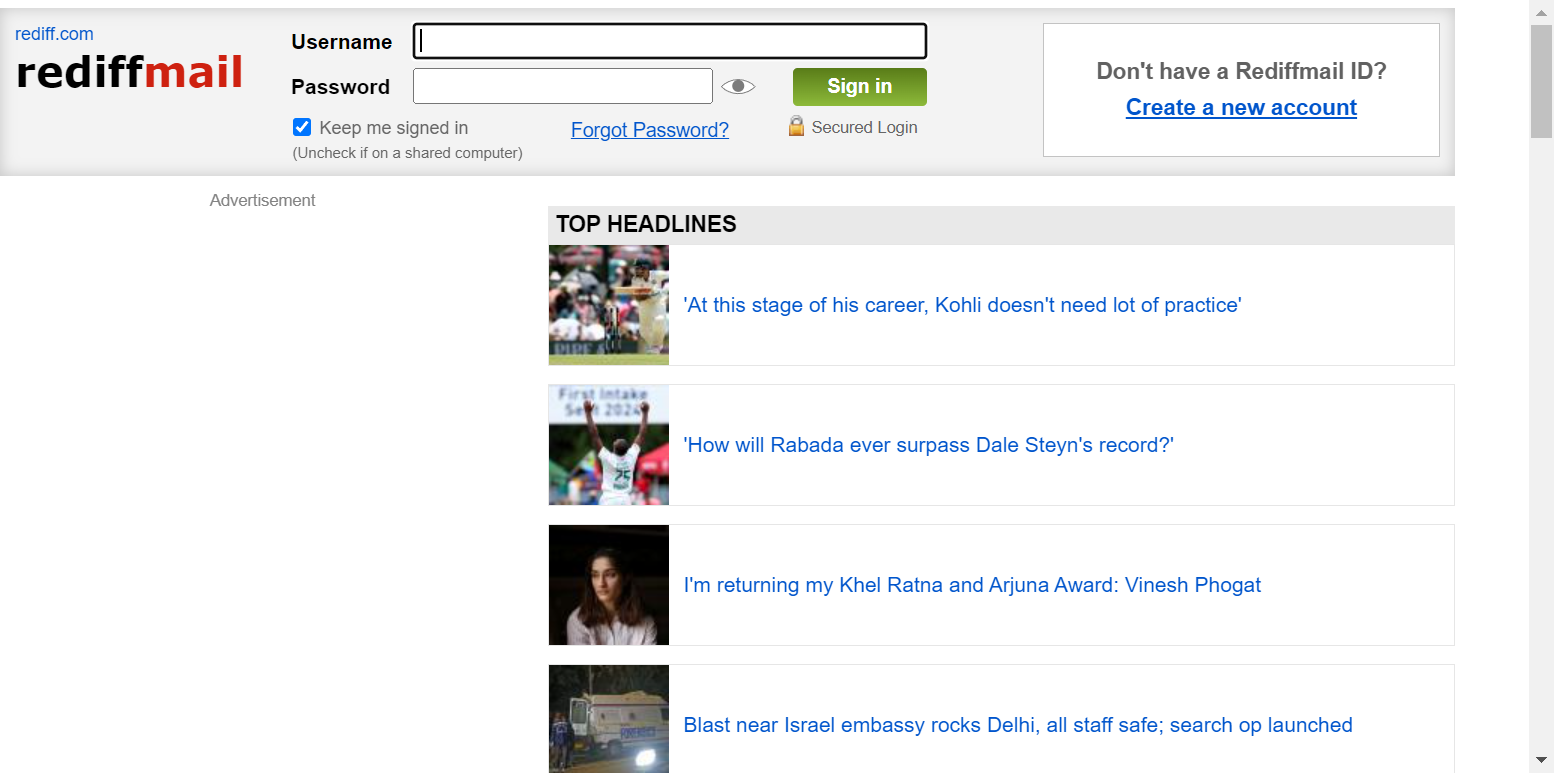 rediff.com
rediffmail
Username
Password
Sign in
Keep me signed in
(Uncheck if on a shared computer)
Forgot Password?
Secured Login
Don't have a Rediffmail ID?
Create a new account
Advertisement
TOP HEADLINES
'At this stage of his career, Kohli doesn't need lot of practice'
First Intake
Sept 2024
25
'How will Rabada ever surpass Dale Steyn's record?'
I'm returning my Khel Ratna and Arjuna Award: Vinesh Phogat
Blast near Israel embassy rocks Delhi, all staff safe; search op launched